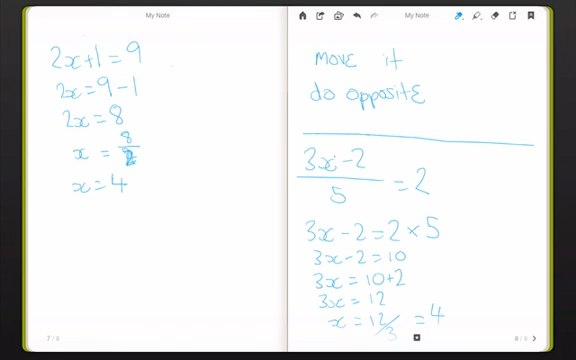 My Note
2x+1=9
2x=9-1
2x=8
x=8/2
x=4
7/8
My Note
move it
do opposite
(3x-2)/5=2
3x-2=2×5
3x-2=10
3x=10+2
3x=12
x=12/3=4
8/8